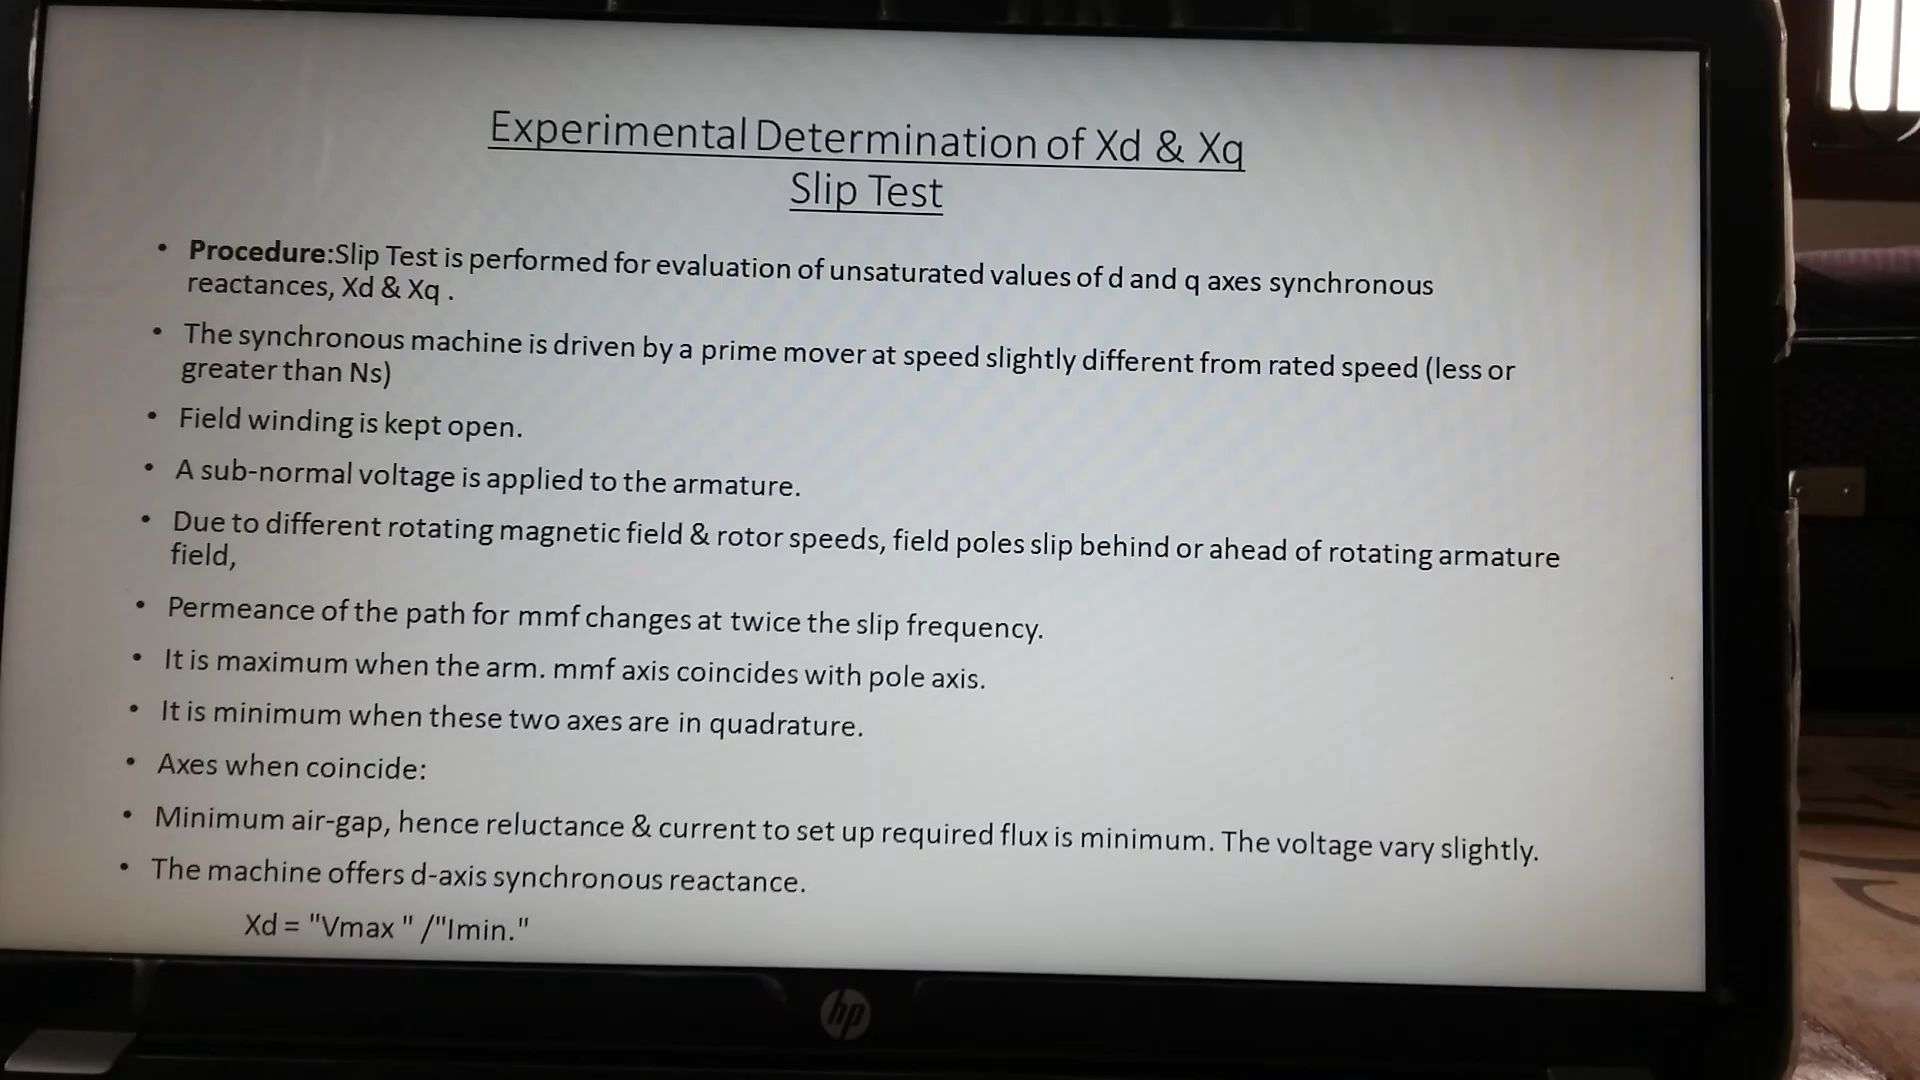 Experimental Determination of Xd & Xq
Slip Test
• Procedure:Slip Test is performed for evaluation of unsaturated values of d and q axes synchronous
reactances, Xd & Xq .
• The synchronous machine is driven by a prime mover at speed slightly different from rated speed (less or
greater than Ns)
• Field winding is kept open.
• A sub-normal voltage is applied to the armature.
• Due to different rotating magnetic field & rotor speeds, field poles slip behind or ahead of rotating armature
field,
• Permeance of the path for mmf changes at twice the slip frequency.
• It is maximum when the arm. mmf axis coincides with pole axis.
• It is minimum when these two axes are in quadrature.
• Axes when coincide:
• Minimum air-gap, hence reluctance & current to set up required flux is minimum. The voltage vary slightly.
• The machine offers d-axis synchronous reactance.
Xd = "Vmax " /"Imin."
hp